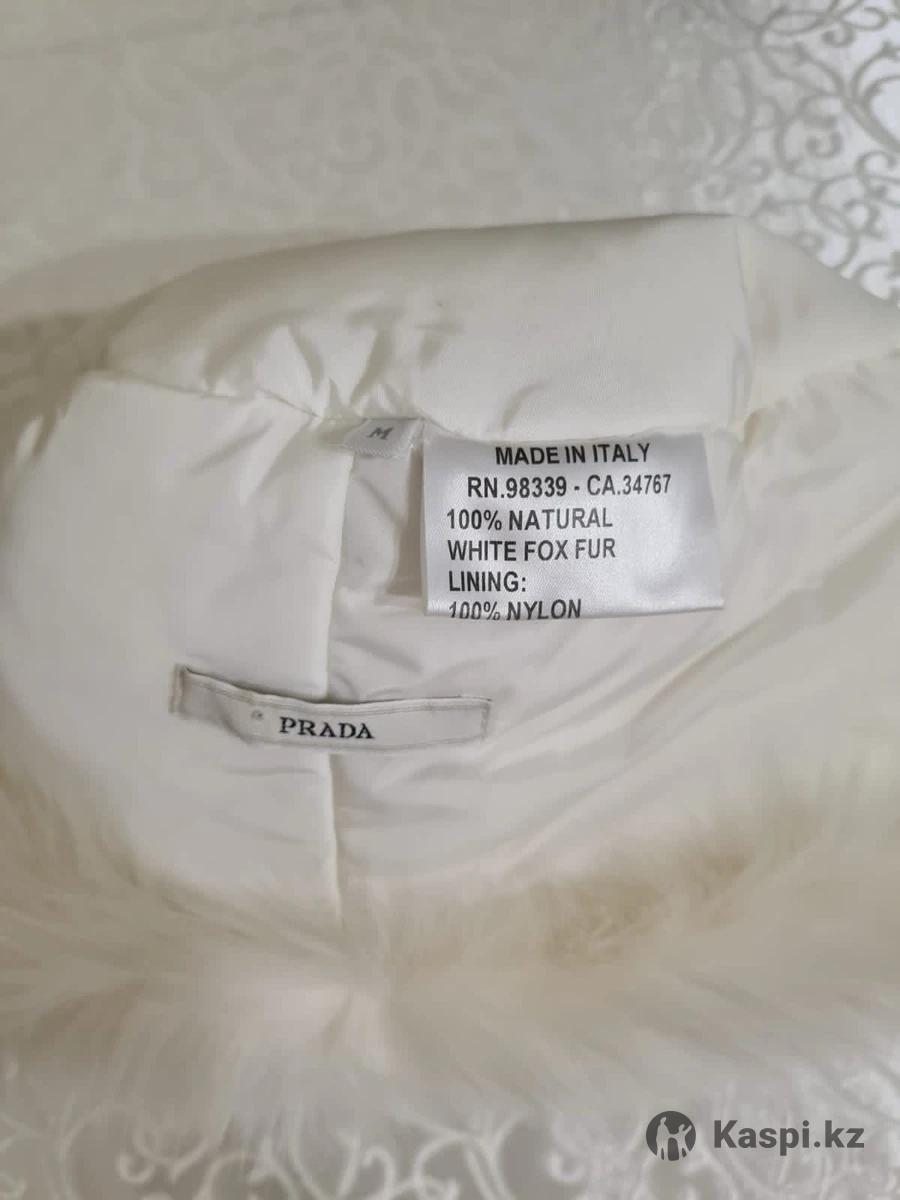 M
MADE IN ITALY
RN.98339 - CA.34767
100% NATURAL
WHITE FOX FUR
LINING:
100% NYLON
PRADA
Kaspi.kz